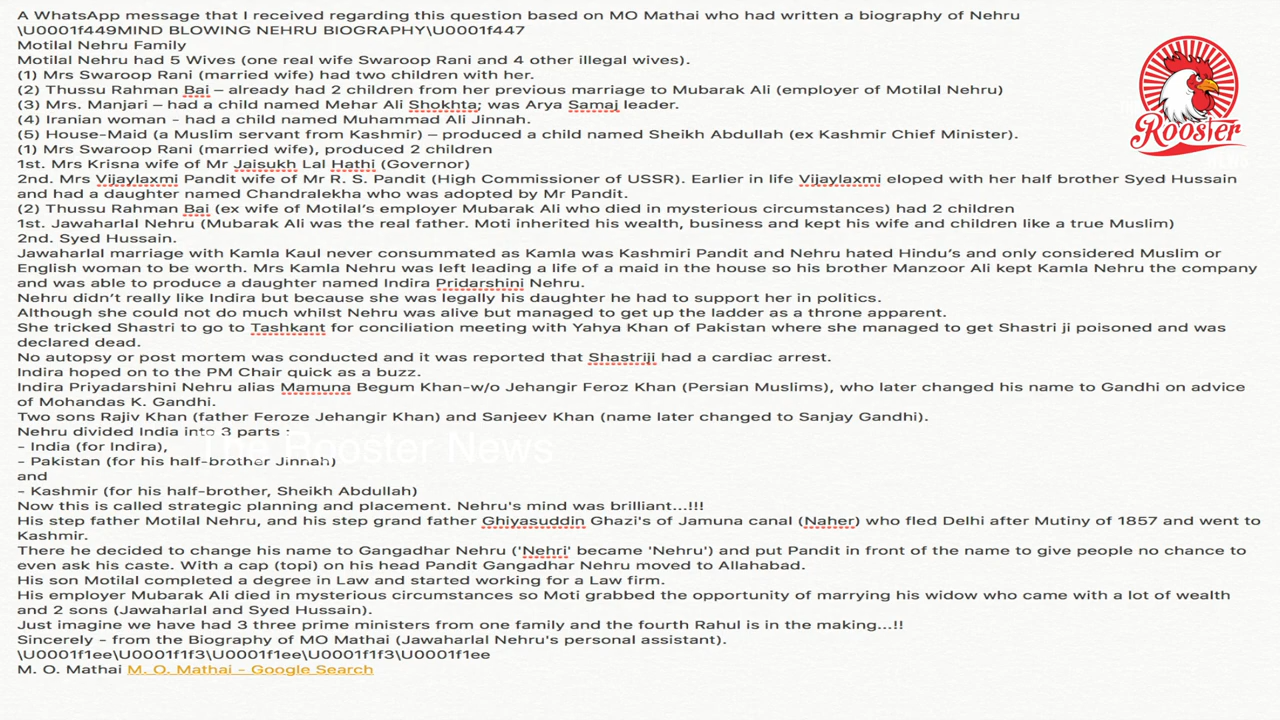 A WhatsApp message that I received regarding this question based on MO Mathai who had written a biography of Nehru
\U0001f449MIND BLOWING NEHRU BIOGRAPHY\U0001f447
Motilal Nehru Family
Motilal Nehru had 5 Wives (one real wife Swaroop Rani and 4 other illegal wives).
(1) Mrs Swaroop Rani (married wife) had two children with her.
(2) Thussu Rahman Bai – already had 2 children from her previous marriage to Mubarak Ali (employer of Motilal Nehru)
(3) Mrs. Manjari – had a child named Mehar Ali Shokhta; was Arya Samaj leader.
(4) Iranian woman - had a child named Muhammad Ali Jinnah.
(5) House-Maid (a Muslim servant from Kashmir) – produced a child named Sheikh Abdullah (ex Kashmir Chief Minister).
(1) Mrs Swaroop Rani (married wife), produced 2 children
1st. Mrs Krisna wife of Mr Jaisukh Lal Hathi (Governor)
2nd. Mrs Vijaylaxmi Pandit wife of Mr R. S. Pandit (High Commissioner of USSR). Earlier in life Vijaylaxmi eloped with her half brother Syed Hussain
and had a daughter named Chandralekha who was adopted by Mr Pandit.
(2) Thussu Rahman Bai (ex wife of Motilal's employer Mubarak Ali who died in mysterious circumstances) had 2 children
1st. Jawaharlal Nehru (Mubarak Ali was the real father. Moti inherited his wealth, business and kept his wife and children like a true Muslim)
2nd. Syed Hussain.
Jawaharlal marriage with Kamla Kaul never consummated as Kamla was Kashmiri Pandit and Nehru hated Hindu's and only considered Muslim or
English woman to be worth. Mrs Kamla Nehru was left leading a life of a maid in the house so his brother Manzoor Ali kept Kamla Nehru the company
and was able to produce a daughter named Indira Pridarshini Nehru.
Nehru didn't really like Indira but because she was legally his daughter he had to support her in politics.
Although she could not do much whilst Nehru was alive but managed to get up the ladder as a throne apparent.
She tricked Shastri to go to Tashkant for conciliation meeting with Yahya Khan of Pakistan where she managed to get Shastri ji poisoned and was
declared dead.
No autopsy or post mortem was conducted and it was reported that Shastriji had a cardiac arrest.
Indira hoped on to the PM Chair quick as a buzz.
Indira Priyadarshini Nehru alias Mamuna Begum Khan-w/o Jehangir Feroz Khan (Persian Muslims), who later changed his name to Gandhi on advice
of Mohandas K. Gandhi.
Two sons Rajiv Khan (father Feroze Jehangir Khan) and Sanjeev Khan (name later changed to Sanjay Gandhi).
Nehru divided India into 3 parts :
- India (for Indira),
- Pakistan (for his half-brother Jinnah)
and
- Kashmir (for his half-brother, Sheikh Abdullah)
Now this is called strategic planning and placement. Nehru's mind was brilliant...!!!
His step father Motilal Nehru, and his step grand father Ghiyasuddin Ghazi's of Jamuna canal (Naher) who fled Delhi after Mutiny of 1857 and went to
Kashmir.
There he decided to change his name to Gangadhar Nehru ('Nehri' became 'Nehru') and put Pandit in front of the name to give people no chance to
even ask his caste. With a cap (topi) on his head Pandit Gangadhar Nehru moved to Allahabad.
His son Motilal completed a degree in Law and started working for a Law firm.
His employer Mubarak Ali died in mysterious circumstances so Moti grabbed the opportunity of marrying his widow who came with a lot of wealth
and 2 sons (Jawaharlal and Syed Hussain).
Just imagine we have had 3 three prime ministers from one family and the fourth Rahul is in the making...!!
Sincerely - from the Biography of MO Mathai (Jawaharlal Nehru's personal assistant).
\U0001f1ee\U0001f1f3\U0001f1ee\U0001f1f3\U0001f1ee
M. O. Mathai M. O. Mathai - Google Search
Rooster
The Rooster News